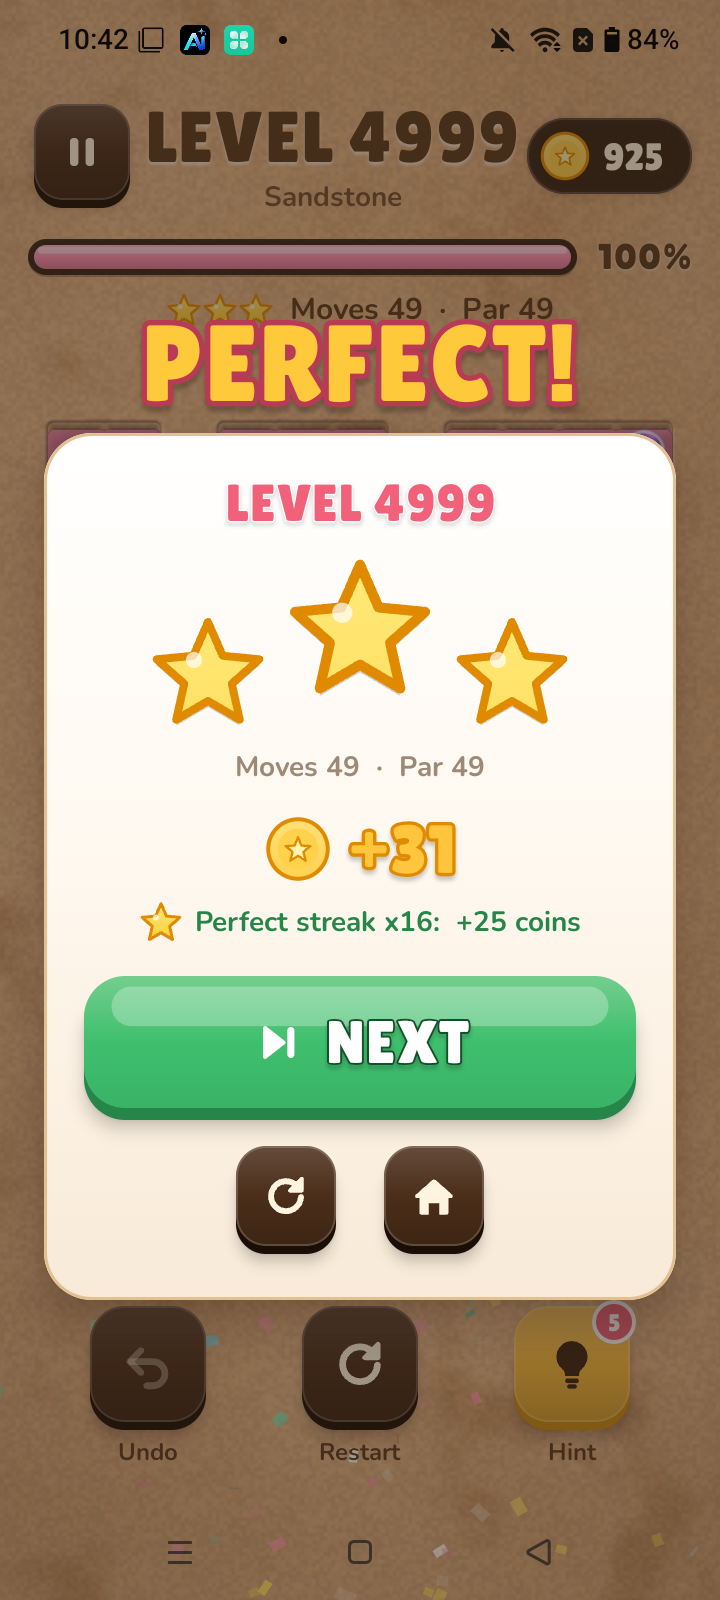 10:42
84%
LEVEL 4999
925
Sandstone
100%
Moves 49 · Par 49
PERFECT!
LEVEL 4999
Moves 49 · Par 49
+31
Perfect streak x16: +25 coins
NEXT
5
Undo
Restart
Hint